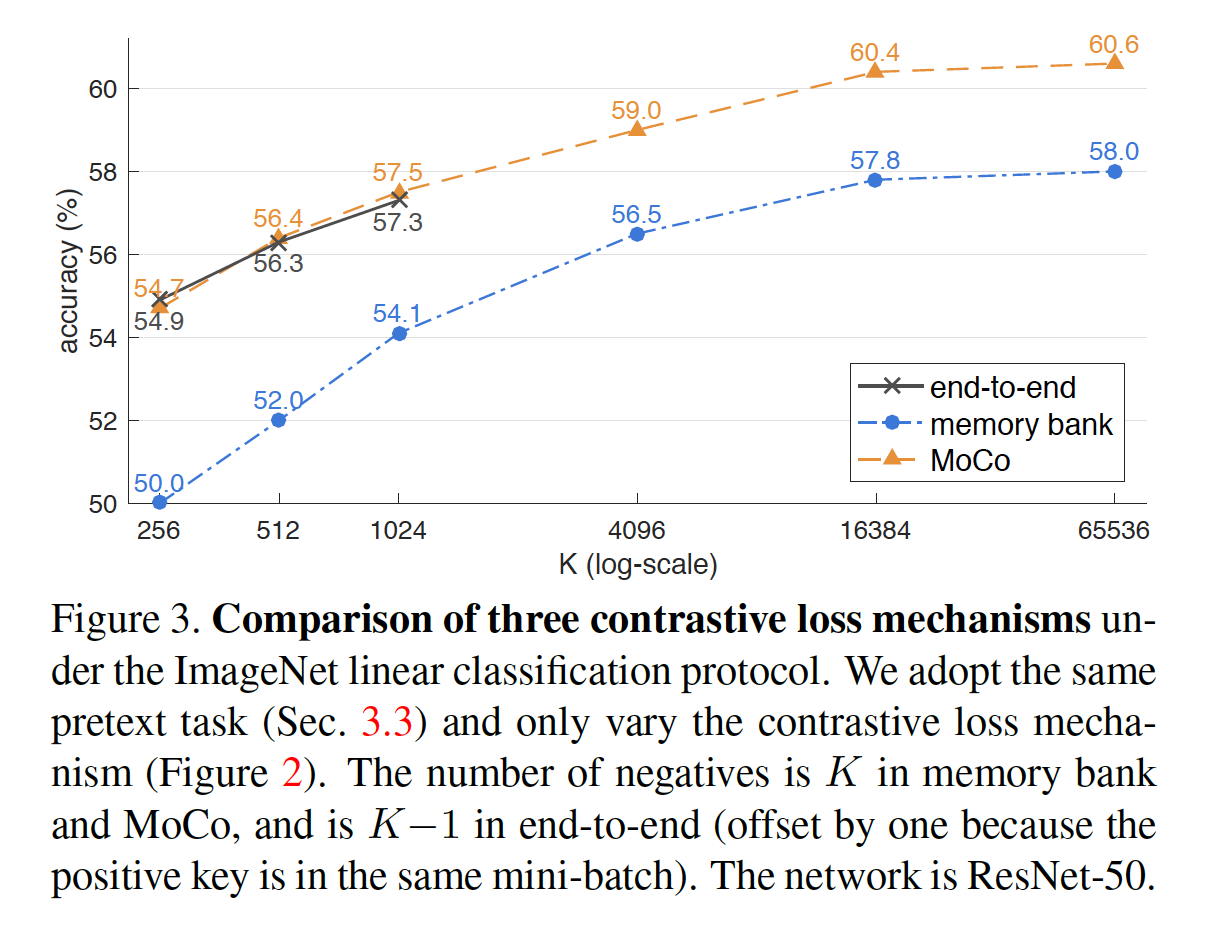 60.6
60.4
60
59.0
58.0
58
57.8
57.5
57.3
56.5
56.4
56.3
56
54.7
54.9
54.1
54
52.0
52
50.0
50
accuracy (%)
end-to-end
memory bank
MoCo
256 512 1024 4096 16384 65536
K (log-scale)
Figure 3. Comparison of three contrastive loss mechanisms un-
der the ImageNet linear classification protocol. We adopt the same
pretext task (Sec. 3.3) and only vary the contrastive loss mecha-
nism (Figure 2). The number of negatives is K in memory bank
and MoCo, and is K−1 in end-to-end (offset by one because the
positive key is in the same mini-batch). The network is ResNet-50.